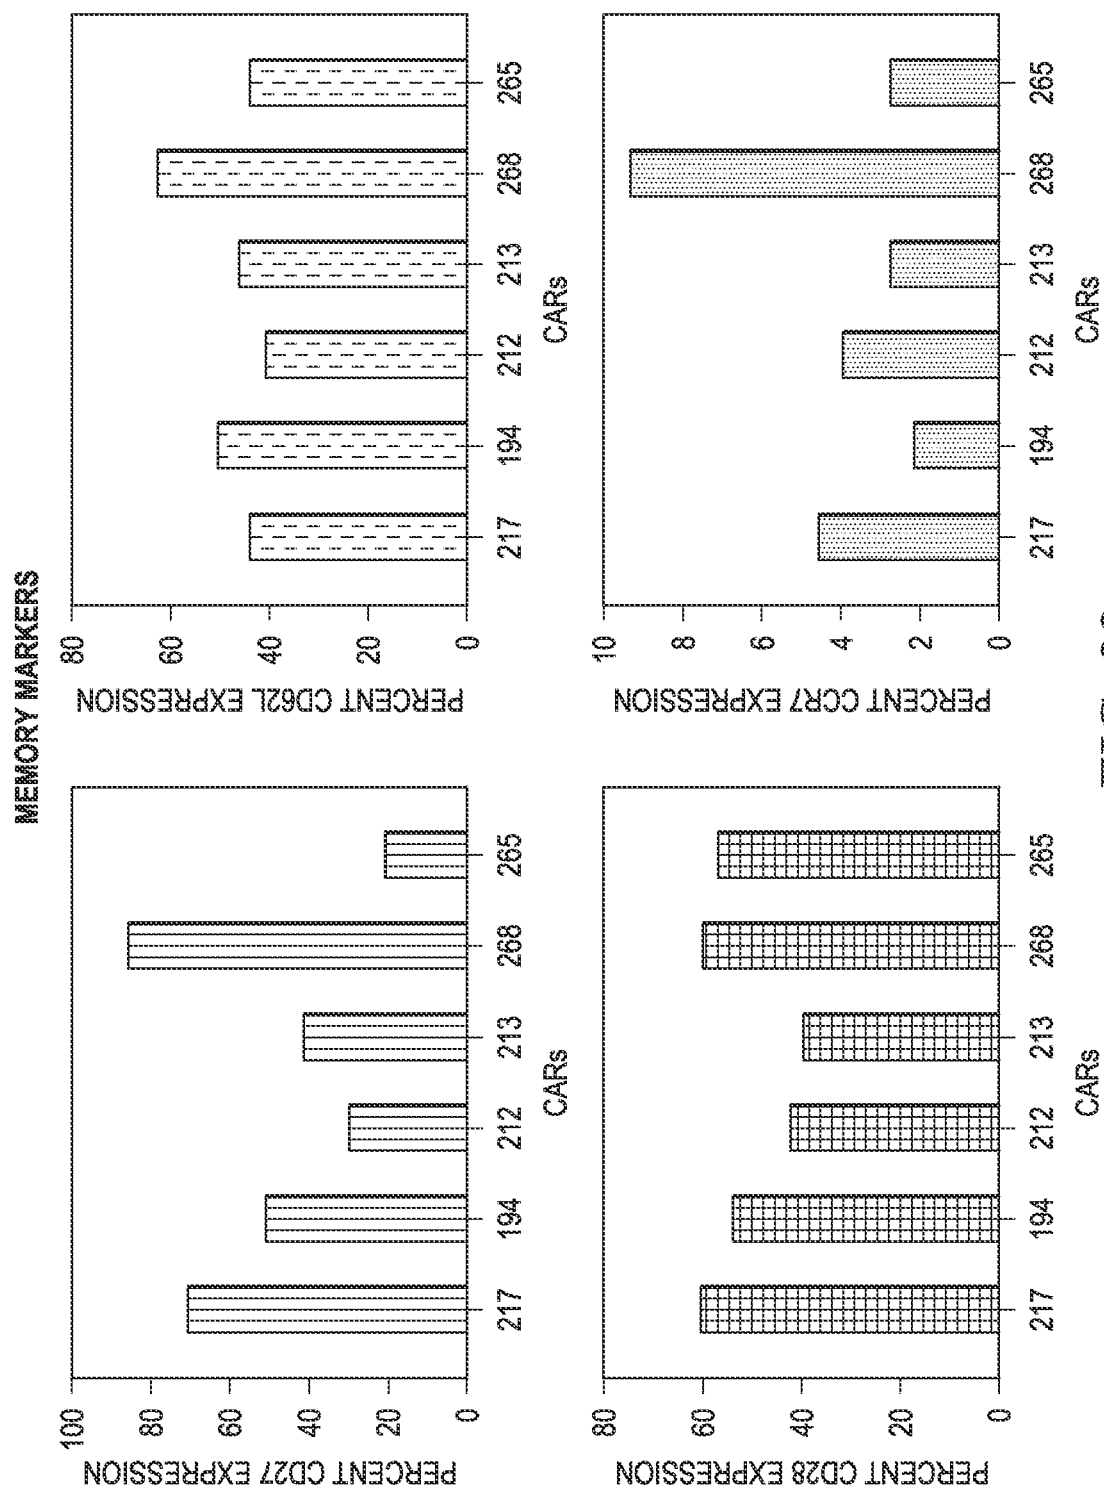 MEMORY MARKERS
PERCENT CD27 EXPRESSION
100
80
60
40
20
0
217 194 212 213 268 265
CARs
PERCENT CD62L EXPRESSION
80
60
40
20
0
217 194 212 213 268 265
CARs
PERCENT CD28 EXPRESSION
80
60
40
20
0
217 194 212 213 268 265
CARs
PERCENT CCR7 EXPRESSION
10
8
6
4
2
0
217 194 212 213 268 265
CARs